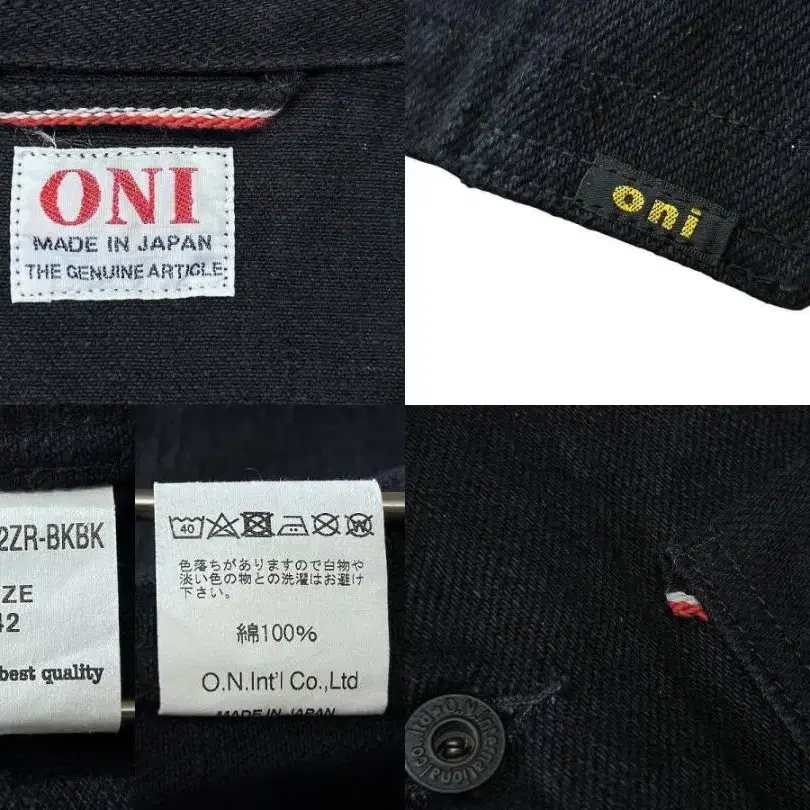 ONI
MADE IN JAPAN
THE GENUINE ARTICLE
oni
2ZR-BKBK
ZE
42
best quality
40
W
色落ちがありますので白物や
淡い色の物との洗濯はお避け
下さい。
綿100%
O.N.Int'l Co.,Ltd
MADE IN JAPAN